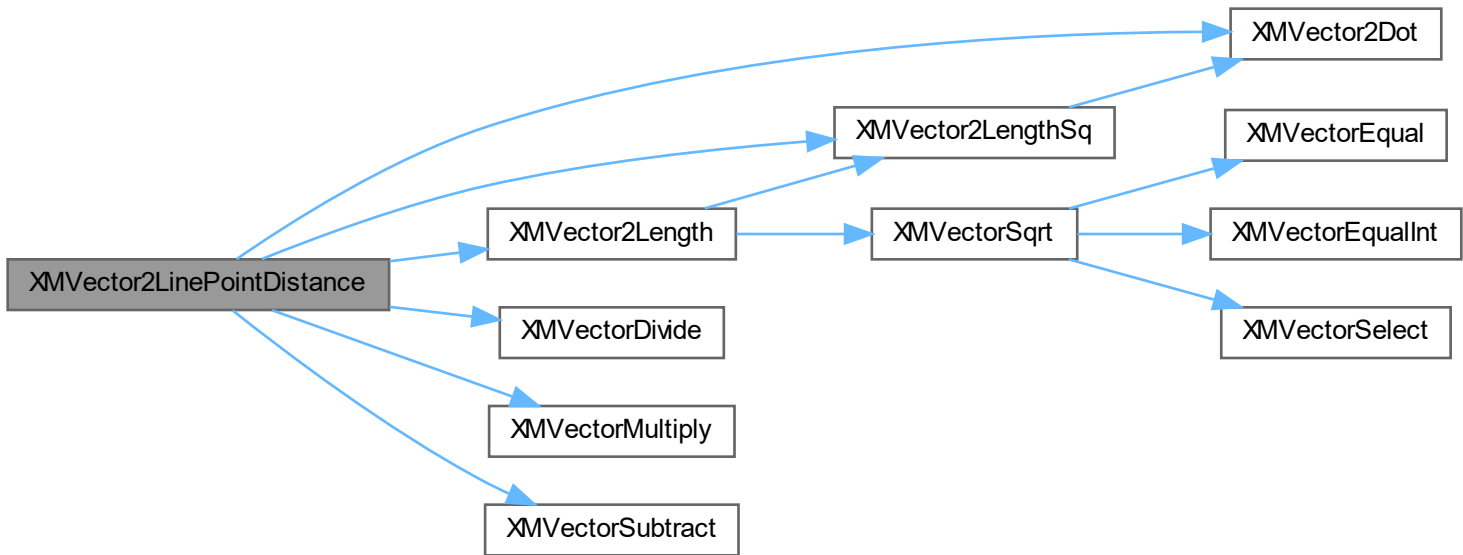 XMVector2Dot
XMVector2LengthSq
XMVectorEqual
XMVector2Length
XMVectorSqrt
XMVectorEqualInt
XMVector2LinePointDistance
XMVectorDivide
XMVectorSelect
XMVectorMultiply
XMVectorSubtract